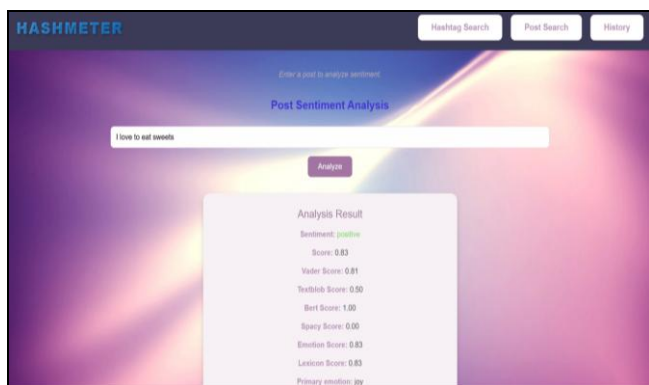 HASHMETER
Hashtag Search Post Search History
Enter a post to analyze sentiment.
Post Sentiment Analysis
I love to eat sweets
Analyze
Analysis Result
Sentiment: positive
Score: 0.83
Vader Score: 0.81
Textblob Score: 0.50
Bert Score: 1.00
Spacy Score: 0.00
Emotion Score: 0.83
Lexicon Score: 0.83
Primary emotion: joy